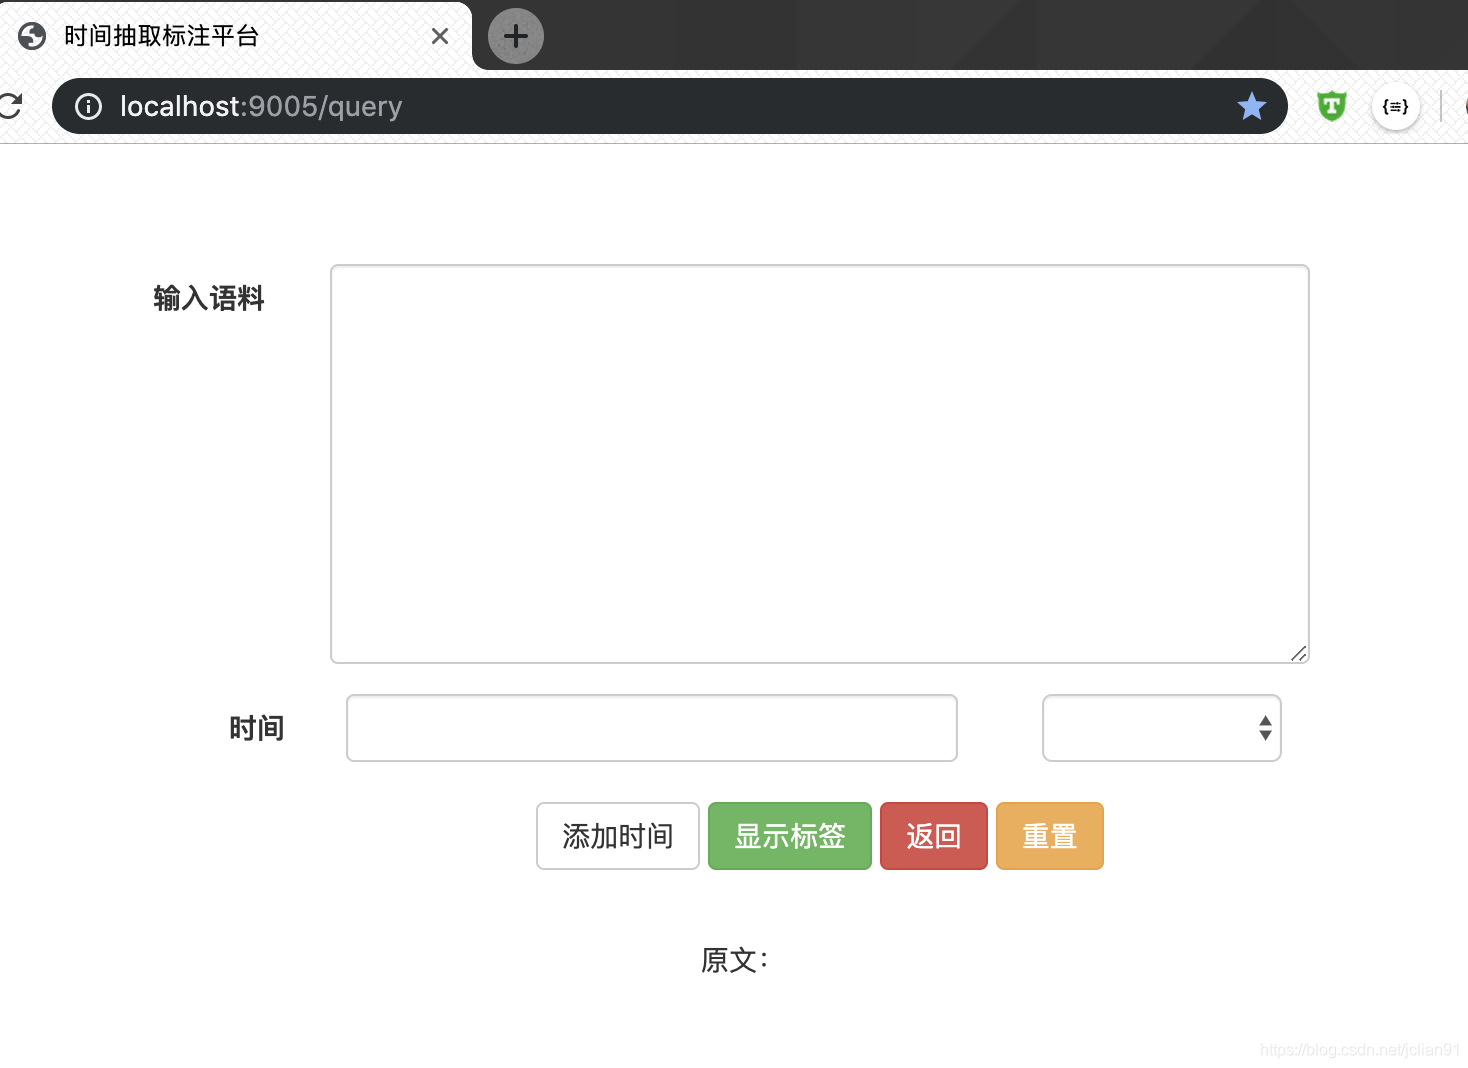 时间抽取标注平台
localhost:9005/query
输入语料
时间
添加时间 显示标签 返回 重置
原文：
https://blog.csdn.net/jclian91